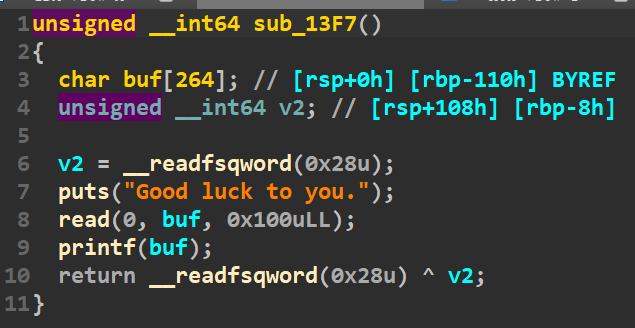 1 unsigned __int64 sub_13F7()
2 {
3   char buf[264]; // [rsp+0h] [rbp-110h] BYREF
4   unsigned __int64 v2; // [rsp+108h] [rbp-8h]
5
6   v2 = __readfsqword(0x28u);
7   puts("Good luck to you.");
8   read(0, buf, 0x100uLL);
9   printf(buf);
10   return __readfsqword(0x28u) ^ v2;
11 }